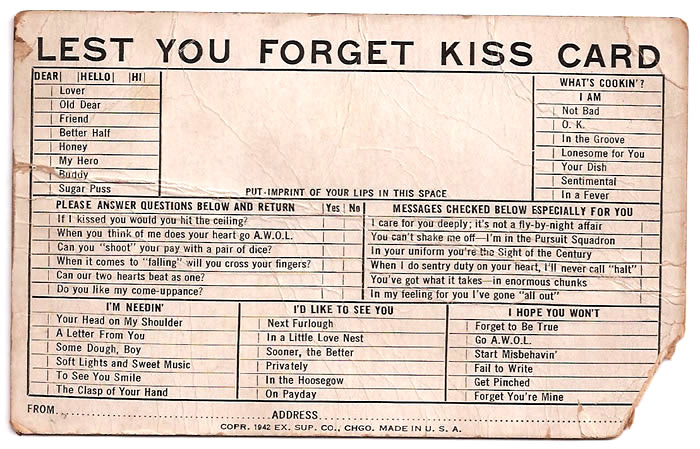 LEST YOU FORGET KISS CARD
DEAR HELLO HI
Lover
Old Dear
Friend
Better Half
Honey
My Hero
Buddy
Sugar Puss
PUT IMPRINT OF YOUR LIPS IN THIS SPACE
WHAT'S COOKIN'?
I AM
Not Bad
O. K.
In the Groove
Lonesome for You
Your Dish
Sentimental
In a Fever
PLEASE ANSWER QUESTIONS BELOW AND RETURN Yes No
If I kissed you would you hit the ceiling?
When you think of me does your heart go A.W.O.L.
Can you "shoot" your pay with a pair of dice?
When it comes to "falling" will you cross your fingers?
Can our two hearts beat as one?
Do you like my come-uppance?
MESSAGES CHECKED BELOW ESPECIALLY FOR YOU
I care for you deeply; it's not a fly-by-night affair
You can't shake me off—I'm in the Pursuit Squadron
In your uniform you're the Sight of the Century
When I do sentry duty on your heart, I'll never call "halt"
You've got what it takes—in enormous chunks
In my feeling for you I've gone "all out"
I'M NEEDIN'
Your Head on My Shoulder
A Letter From You
Some Dough, Boy
Soft Lights and Sweet Music
To See You Smile
The Clasp of Your Hand
I'D LIKE TO SEE YOU
Next Furlough
In a Little Love Nest
Sooner, the Better
Privately
In the Hoosegow
On Payday
I HOPE YOU WON'T
Forget to Be True
Go A.W.O.L.
Start Misbehavin'
Fail to Write
Get Pinched
Forget You're Mine
FROM ADDRESS
COPR. 1942 EX. SUP. CO., CHGO. MADE IN U. S. A.